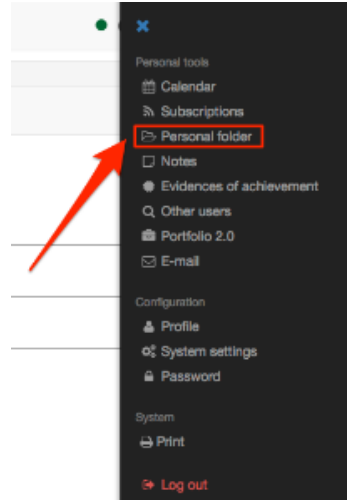 Personal tools
Calendar
Subscriptions
Personal folder
Notes
Evidences of achievement
Other users
Portfolio 2.0
E-mail
Configuration
Profile
System settings
Password
System
Print
Log out